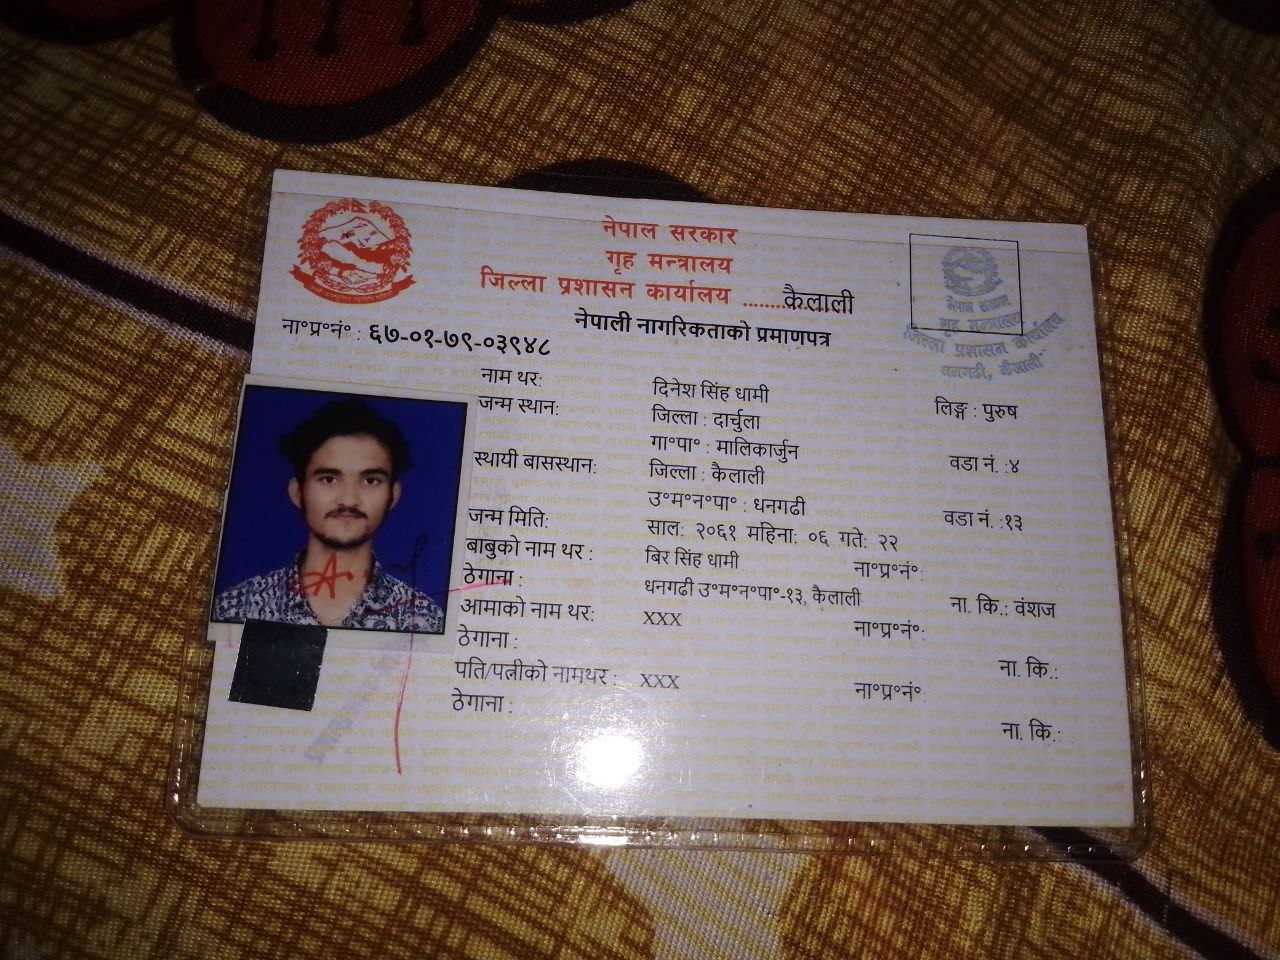 नेपाल सरकार
गृह मन्त्रालय
जिल्ला प्रशासन कार्यालय ........कैलाली
नेपाली नागरिकताको प्रमाणपत्र
ना॰प्र॰नं॰ : ६७-०१-७९-०३९४८
नेपाल सरकार
गृह मन्त्रालय
जिल्ला प्रशासन कार्यालय
धनगढी, कैलाली
नाम थर: दिनेश सिंह धामी लिङ्ग : पुरुष
जन्म स्थान: जिल्ला : दार्चुला
गा॰पा॰ : मालिकार्जुन वडा नं. :४
स्थायी बासस्थान: जिल्ला : कैलाली
उ॰म॰न॰पा॰ : धनगढी वडा नं. :१३
जन्म मिति: साल: २०६१ महिना: ०६ गते: २२
बाबुको नाम थर : बिर सिंह धामी ना॰प्र॰नं॰:
ठेगाना : धनगढी उ॰म॰न॰पा॰-१३, कैलाली ना. कि.: वंशज
आमाको नाम थर: XXX ना॰प्र॰नं॰:
ठेगाना : ना. कि.:
पति/पत्नीको नामथर : XXX ना॰प्र॰नं॰:
ठेगाना : ना. कि.: